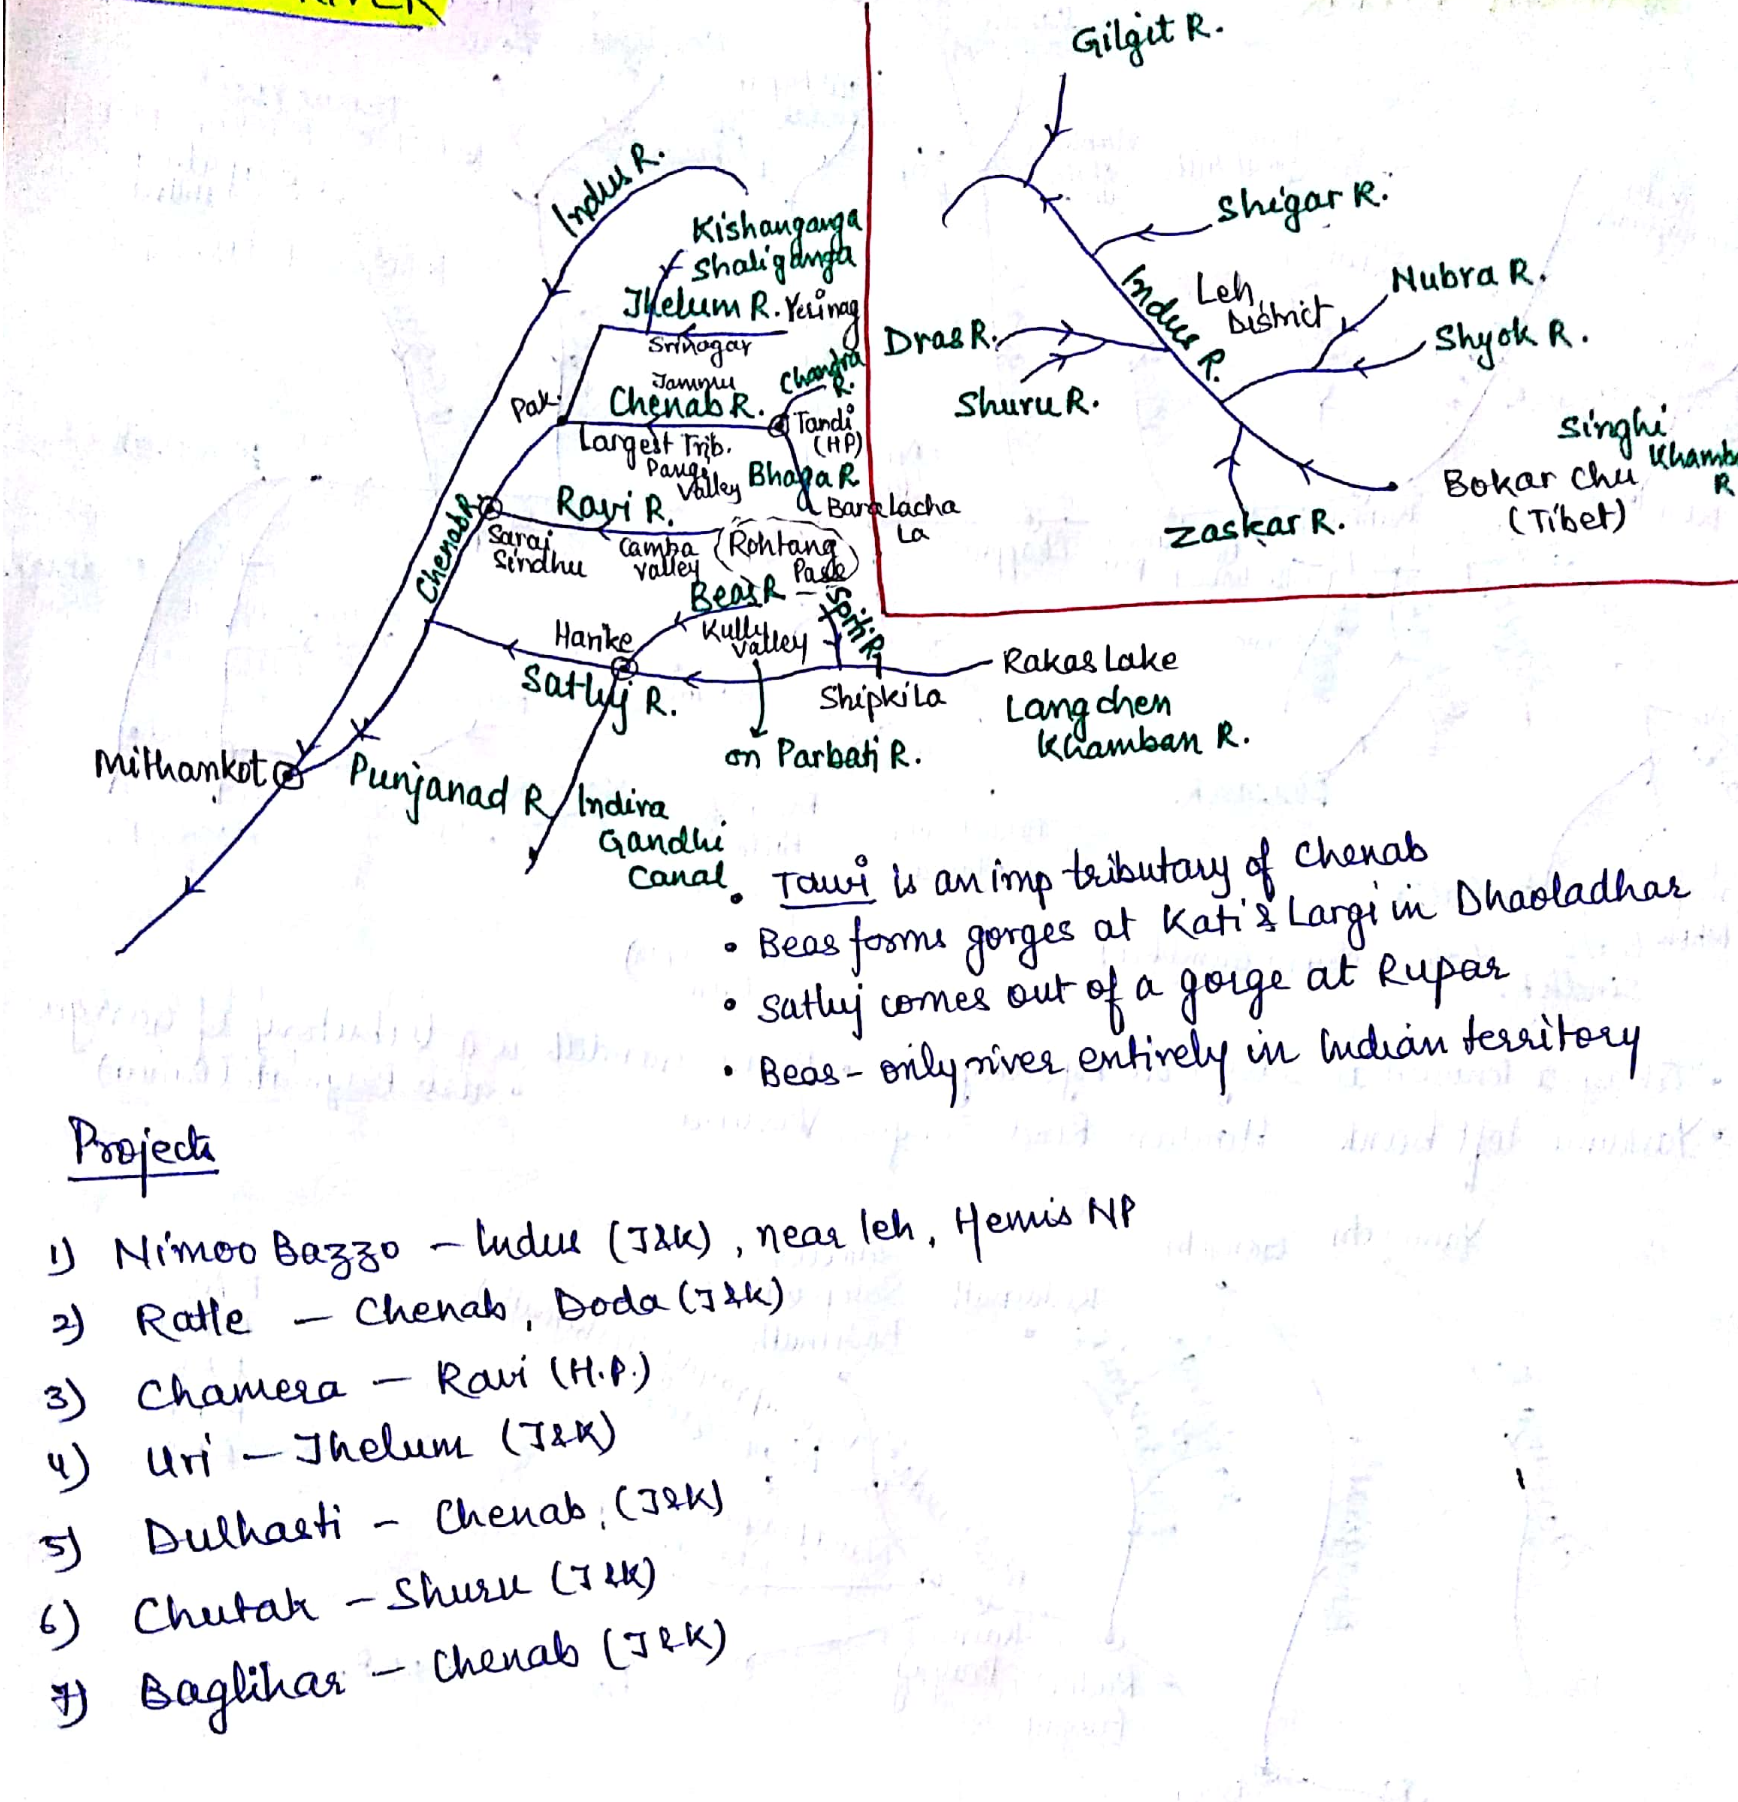 RIVER
Indus R.
Kishanganga
Shaliganga
Jhelum R. Verinag
Srinagar
Jammu
Chandra
R.
Pak.
Chenab R.
Tandi
(HP)
Largest Trib.
Pangi
Valley
Bhaga R
Baralacha
La
Chenab R.
Ravi R.
Sarai
Sindhu
Camba
valley
(Rohtang
Pass)
Beas R
Spiti R.
Harike
Kullu
valley
Satluj R.
Shipki La
Rakas Lake
Langchen
Khamban R.
on Parbati R.
Mithankot
Punjanad R
Indira
Gandhi
Canal
Gilgit R.
Shigar R.
Indus R.
Leh
District
Nubra R.
Shyok R.
Dras R.
Shuru R.
Zaskar R.
Singhi
Khamb
R
Bokar Chu
(Tibet)
• Tawi is an imp tributary of Chenab
• Beas forms gorges at Kati & Largi in Dhaoladhar
• Satluj comes out of a gorge at Rupar
• Beas - only river entirely in Indian territory
Projects
1) Nimoo Bazzo - Indus (J&K), near leh, Hemis NP
2) Ratle - Chenab, Doda (J&K)
3) Chamera - Ravi (H.P.)
4) Uri - Jhelum (J&K)
5) Dulhasti - Chenab, (J&K)
6) Chutak - Shuru (J&K)
7) Baglihar - Chenab (J&K)